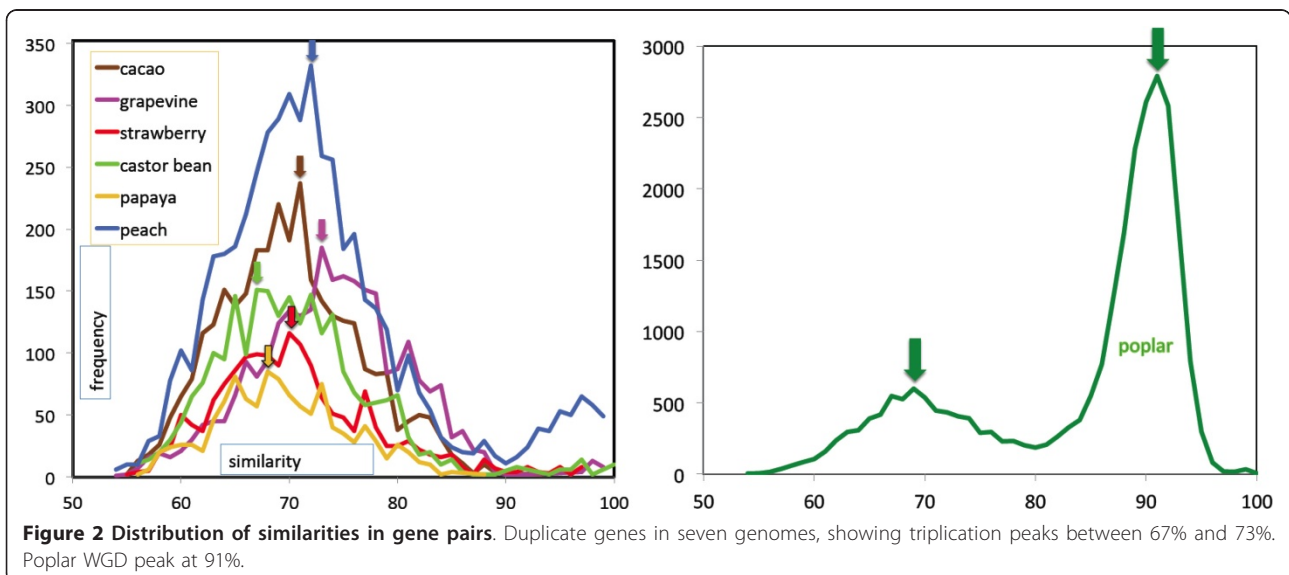 350
300
250
200
150
100
50
0
cacao
grapevine
strawberry
castor bean
papaya
peach
frequency
similarity
50 60 70 80 90 100
3000
2500
2000
1500
1000
500
0
poplar
50 60 70 80 90 100
Figure 2 Distribution of similarities in gene pairs. Duplicate genes in seven genomes, showing triplication peaks between 67% and 73%.
Poplar WGD peak at 91%.